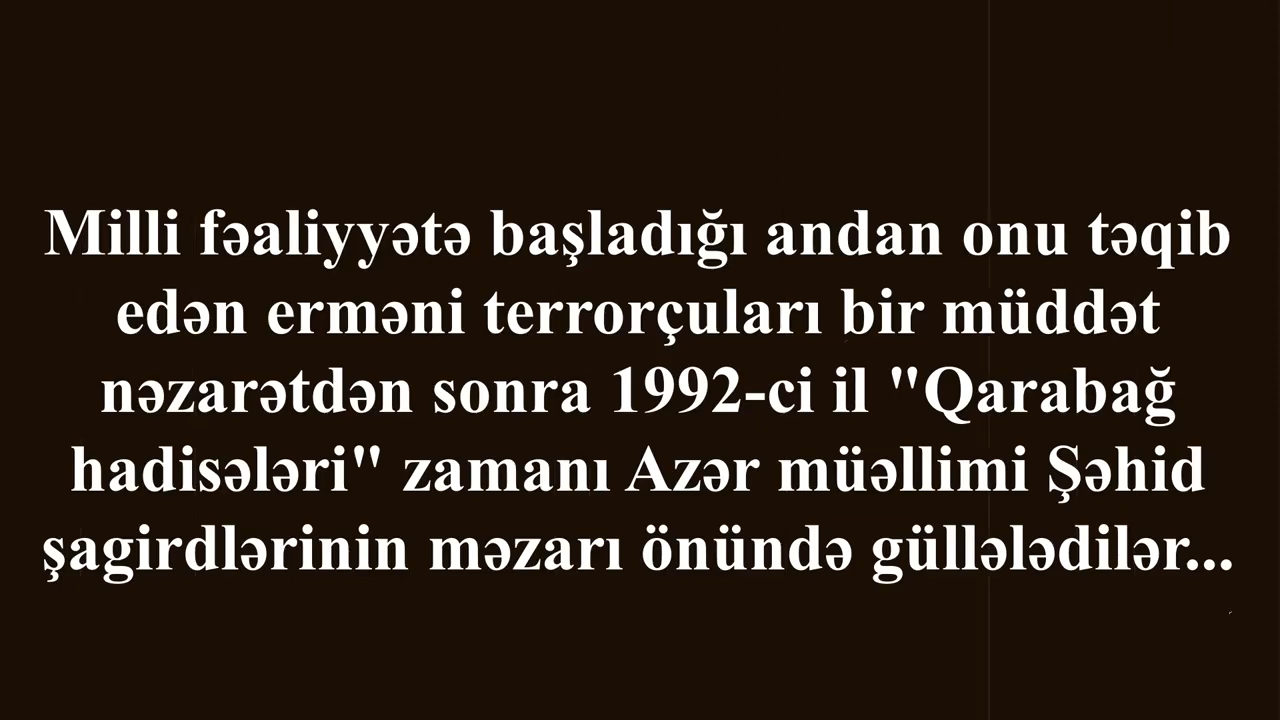 Milli fəaliyyətə başladığı andan onu təqib
edən erməni terrorçuları bir müddət
nəzarətdən sonra 1992-ci il "Qarabağ
hadisələri" zamanı Azər müəllimi Şəhid
şagirdlərinin məzarı önündə güllələdilər...